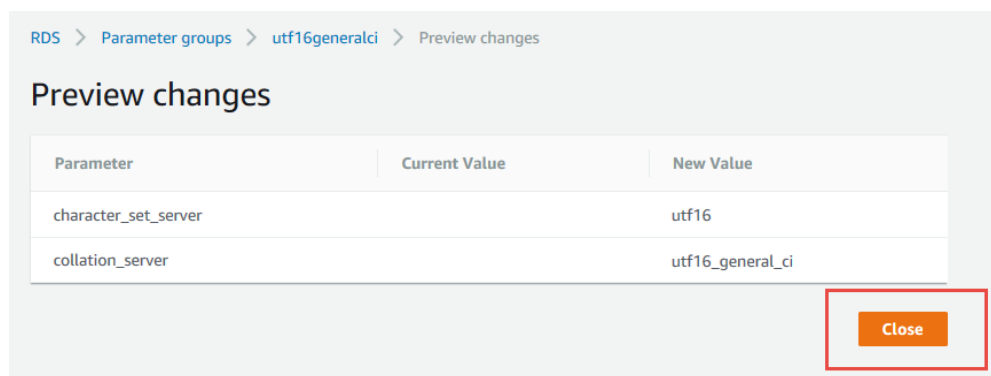 RDS > Parameter groups > utf16generalci > Preview changes
Preview changes
Parameter Current Value New Value
character_set_server utf16
collation_server utf16_general_ci
Close